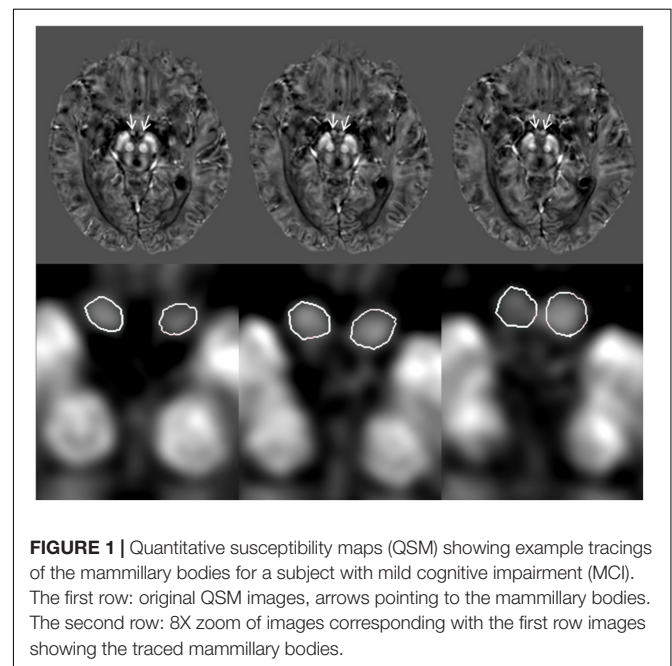 FIGURE 1 | Quantitative susceptibility maps (QSM) showing example tracings
of the mammillary bodies for a subject with mild cognitive impairment (MCI).
The first row: original QSM images, arrows pointing to the mammillary bodies.
The second row: 8X zoom of images corresponding with the first row images
showing the traced mammillary bodies.